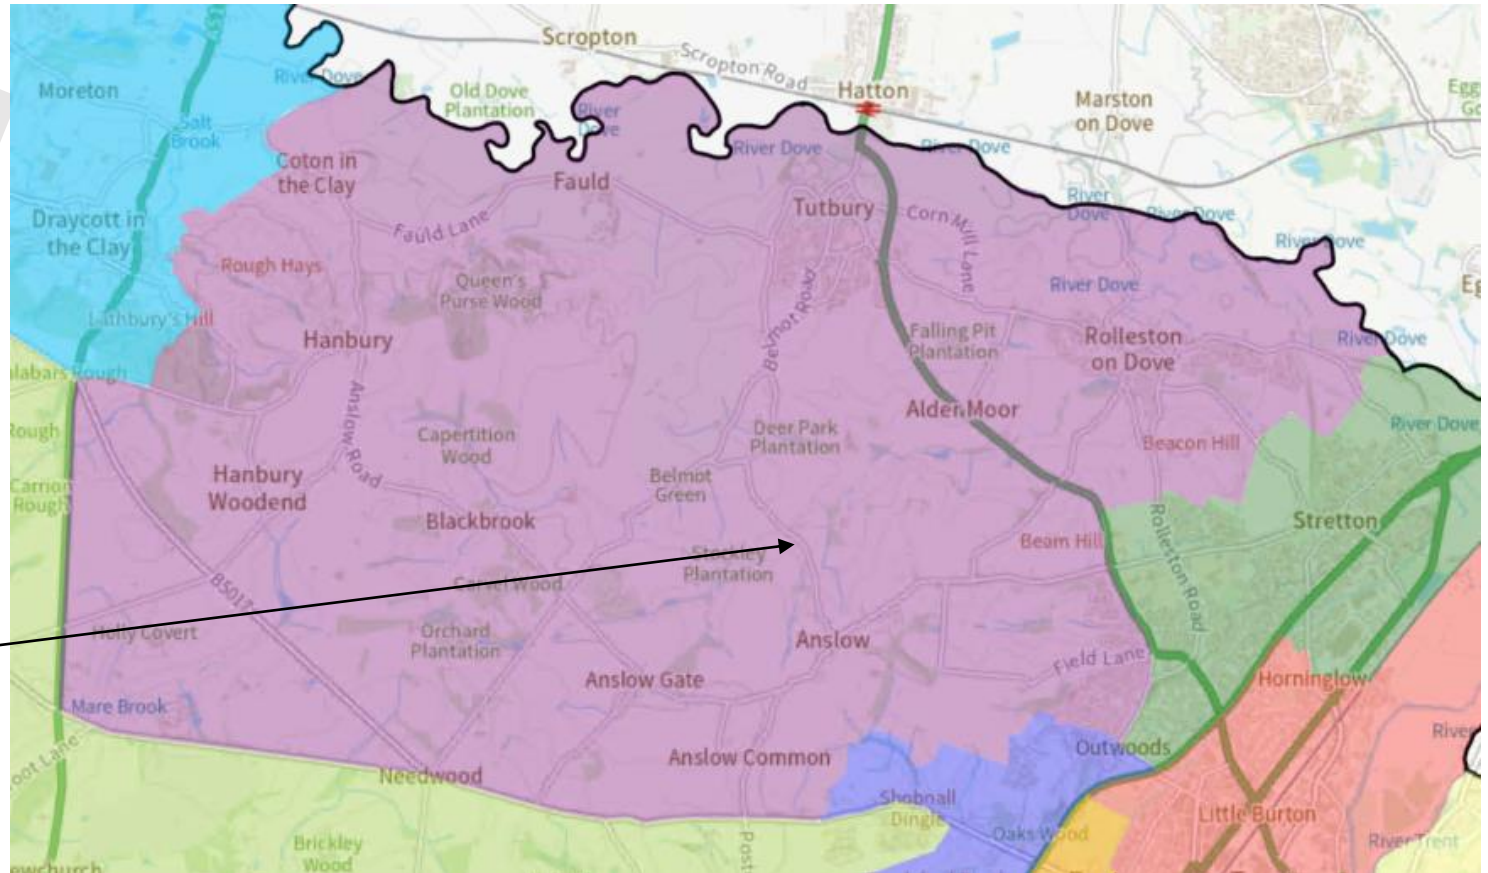 Scropton
Scropton Road
Hatton
Marston
on Dove
Moreton
River Dove
Old Dove
Plantation
River
Dove
Salt
Brook
River Dove
River Dove
Coton in
the Clay
Fauld
Tutbury
Corn Mill Lane
River
Dove
River Dove
River Dove
Draycott in
the Clay
Fauld Lane
Rough Hays
Queen's
Purse Wood
River Dove
Lathbury's Hill
Hanbury
Belmot Road
Falling Pit
Plantation
Rolleston
on Dove
River Dove
Rough
Anslow Road
Alder Moor
Rough
Capertition
Wood
Deer Park
Plantation
Beacon Hill
River Dove
Hanbury
Woodend
Belmot
Green
Carrion
Rough
Blackbrook
Stretton
Rolleston Road
Beam Hill
Stockley
Plantation
B5017
Holly Covert
Orchard
Plantation
Anslow
Field Lane
Anslow Gate
Horninglow
Mare Brook
Anslow Common
Outwoods
Needwood
Shobnall
Dingle
Little Burton
Oaks Wood
River Trent
Brickley
Wood